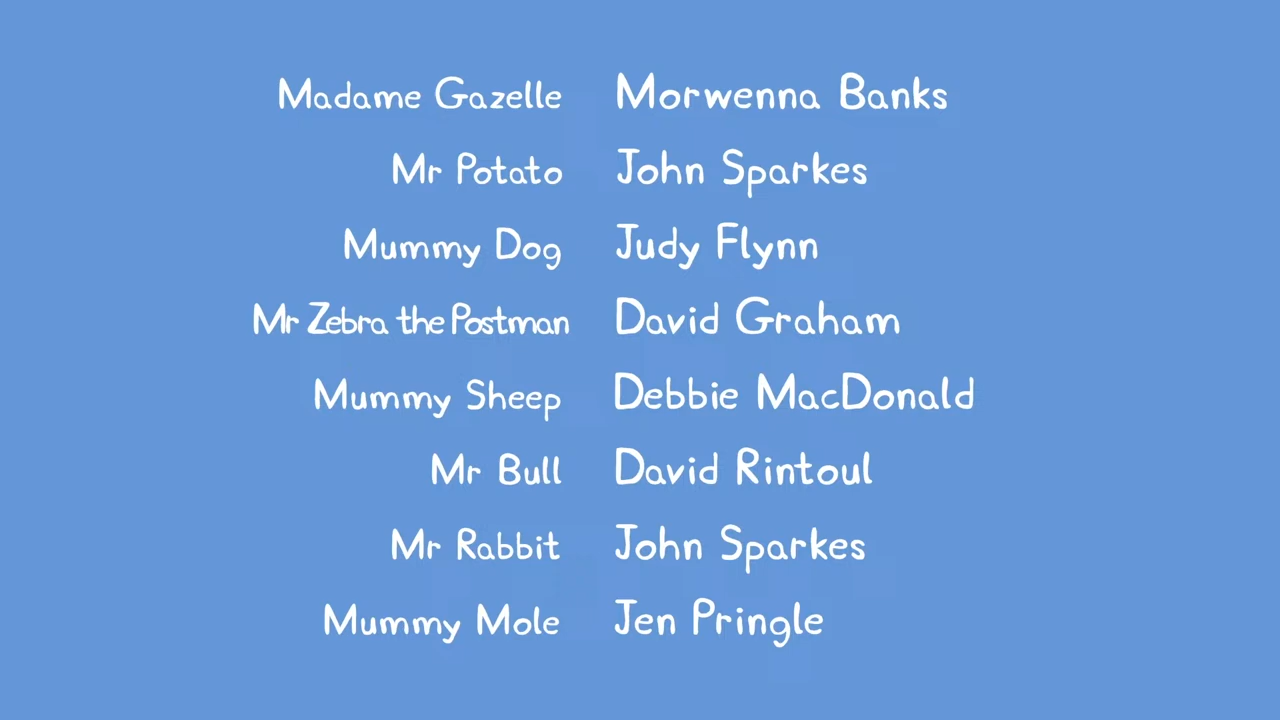 Madame Gazelle Morwenna Banks
Mr Potato John Sparkes
Mummy Dog Judy Flynn
Mr Zebra the Postman David Graham
Mummy Sheep Debbie MacDonald
Mr Bull David Rintoul
Mr Rabbit John Sparkes
Mummy Mole Jen Pringle